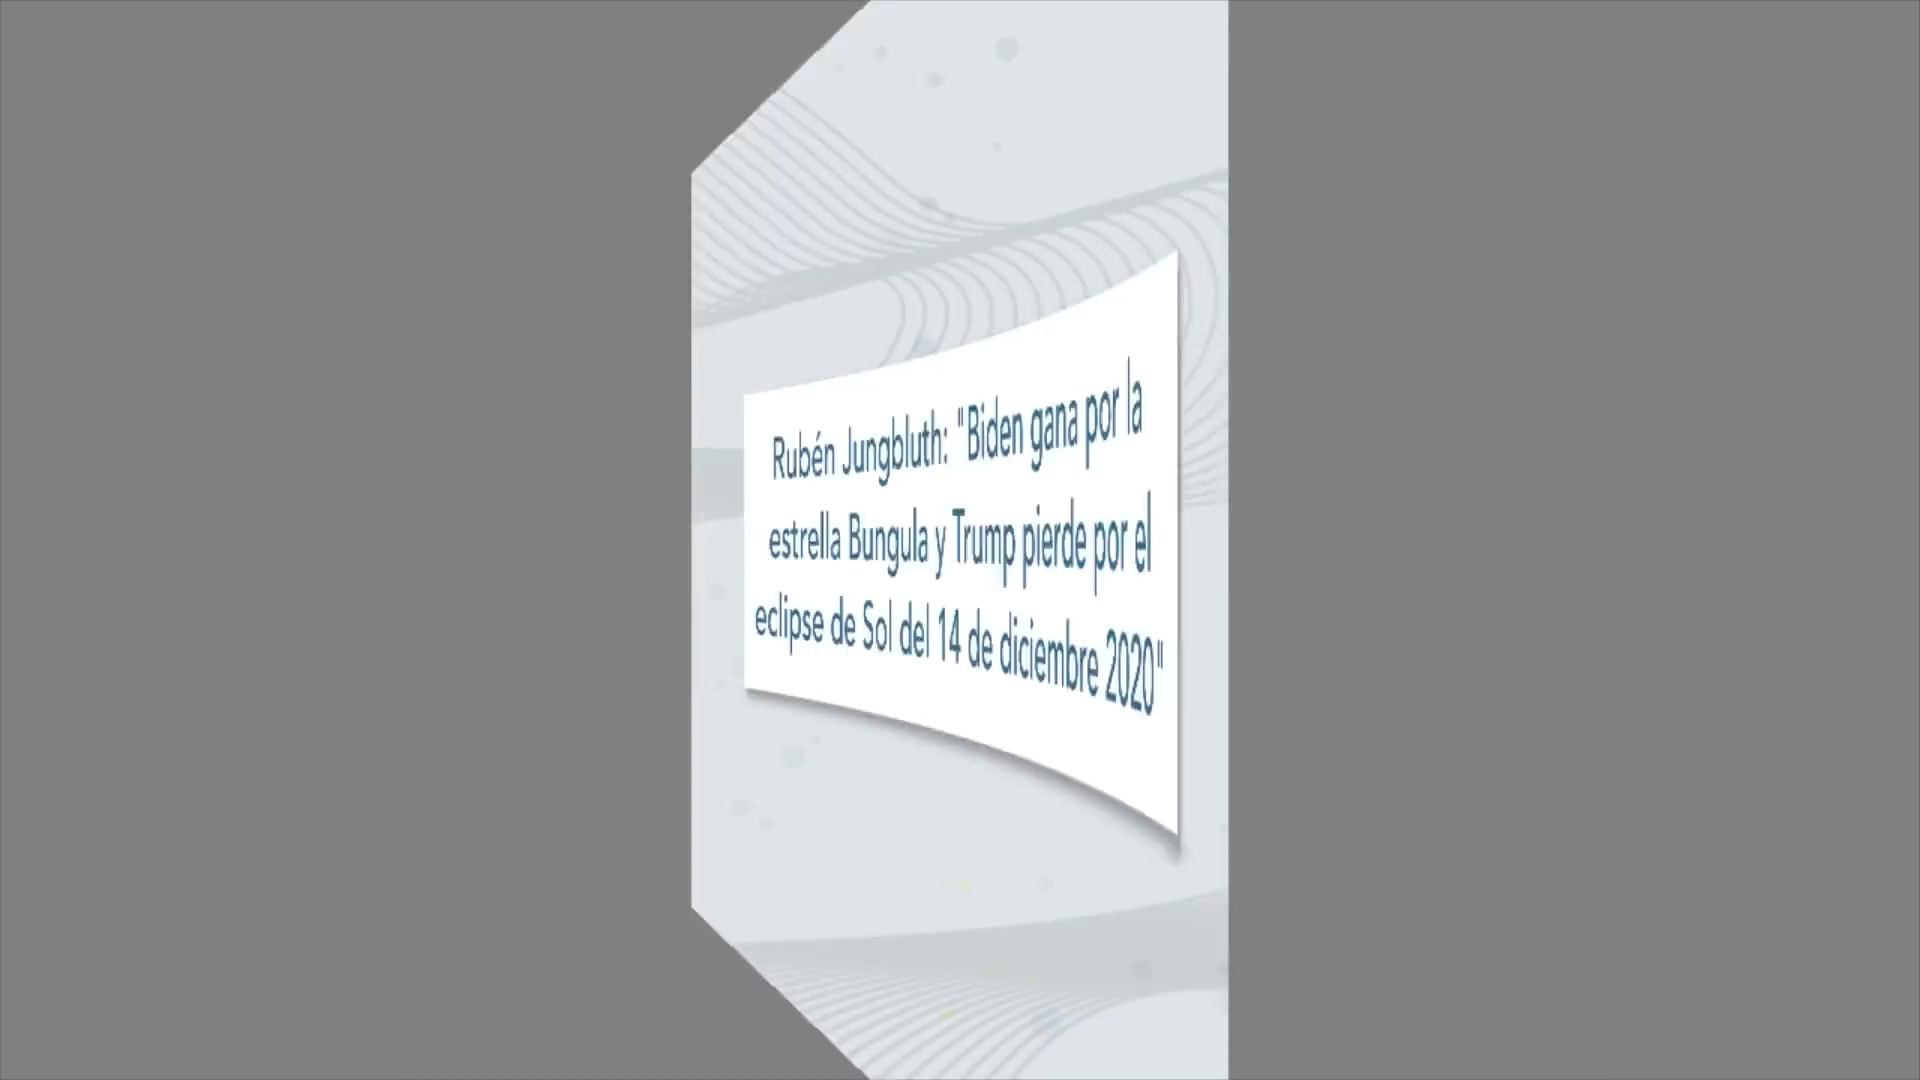 Rubén Jungbluth: "Biden gana por la
estrella Bungula y Trump pierde por el
eclipse de Sol del 14 de diciembre 2020"